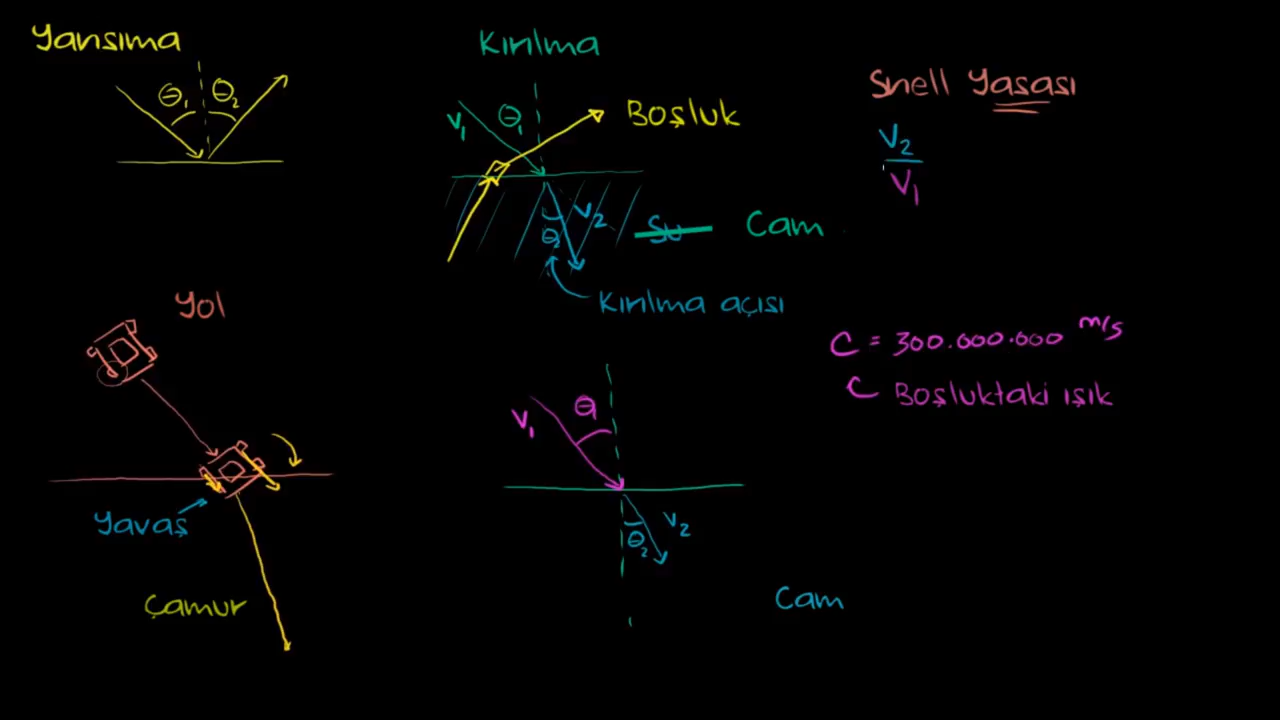 Yansıma
θ₁ θ₂
Kırılma
V₁ θ₁
Boşluk
V₂
θ₂
Su Cam
Kırılma açısı
Snell Yasası
V₂
V₁
C = 300.000.000 m/s
C Boşluktaki ışık
Yol
Yavaş
Çamur
V₁ θ₁
V₂
θ₂
Cam